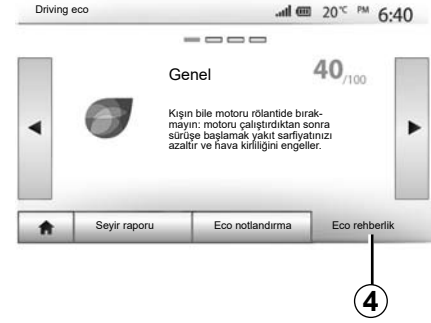 Driving eco
20°C PM 6:40
Genel
40/100
Kışın bile motoru rölantide bırak-
mayın: motoru çalıştırdıktan sonra
sürüşe başlamak yakıt sarfiyatınızı
azaltır ve hava kirliliğini engeller.
Seyir raporu
Eco notlandırma
Eco rehberlik
4